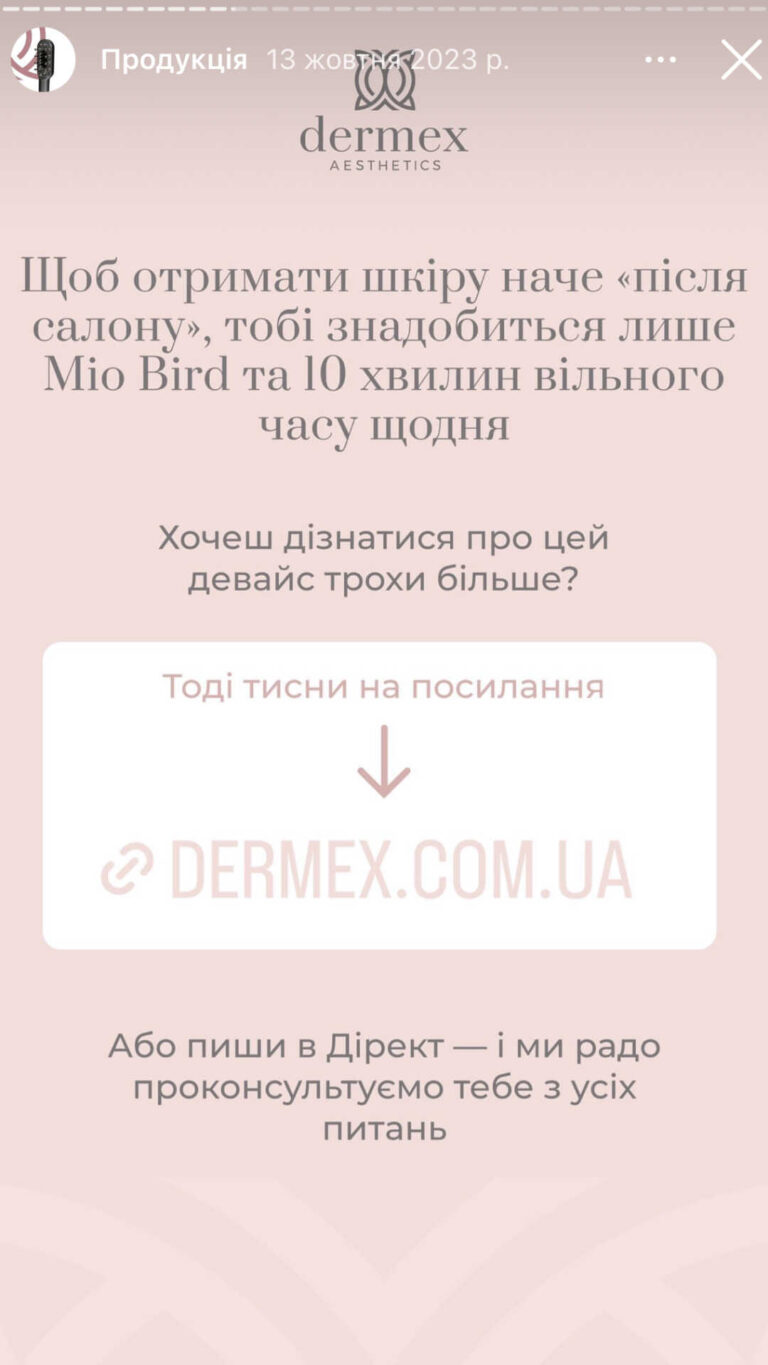 Продукція 13 жовтня 2023 р.
dermex
AESTHETICS
Щоб отримати шкіру наче «після
салону», тобі знадобиться лише
Mio Bird та 10 хвилин вільного
часу щодня
Хочеш дізнатися про цей
девайс трохи більше?
Тоді тисни на посилання
DERMEX.COM.UA
Або пиши в Дірект — і ми радо
проконсультуємо тебе з усіх
питань